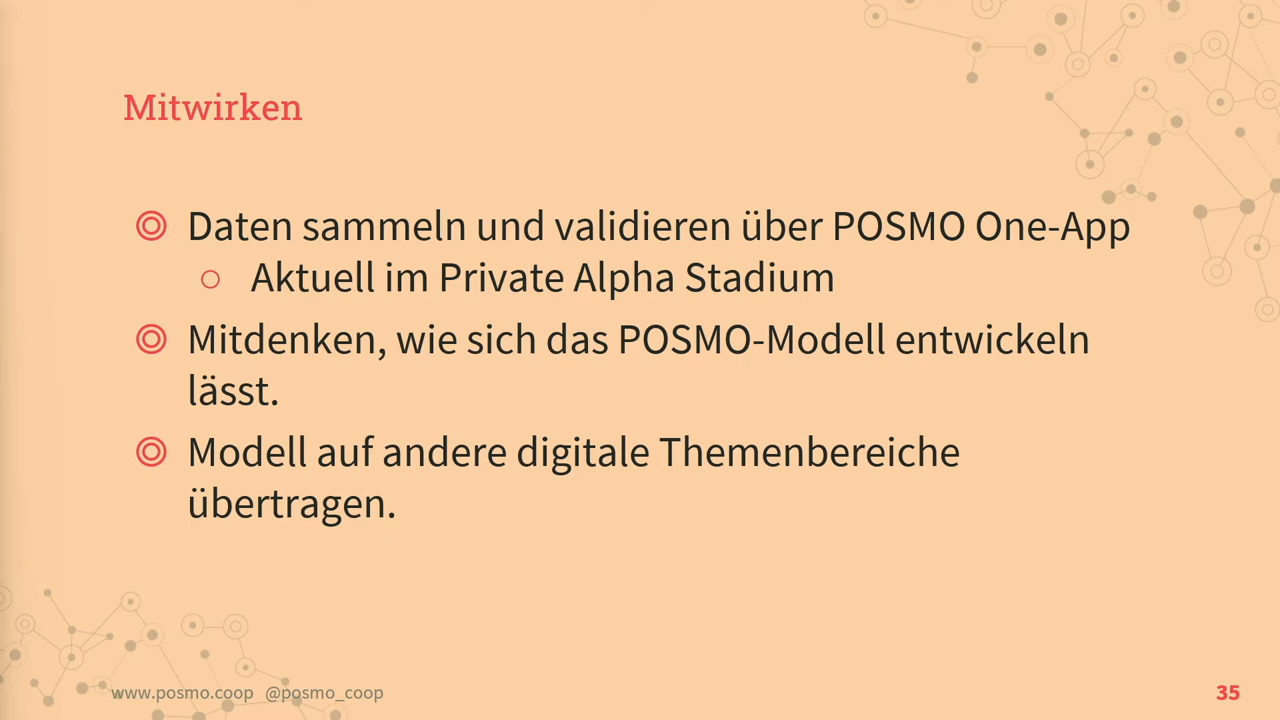 Mitwirken
Daten sammeln und validieren über POSMO One-App
Aktuell im Private Alpha Stadium
Mitdenken, wie sich das POSMO-Modell entwickeln
lässt.
Modell auf andere digitale Themenbereiche
übertragen.
www.posmo.coop @posmo_coop
35